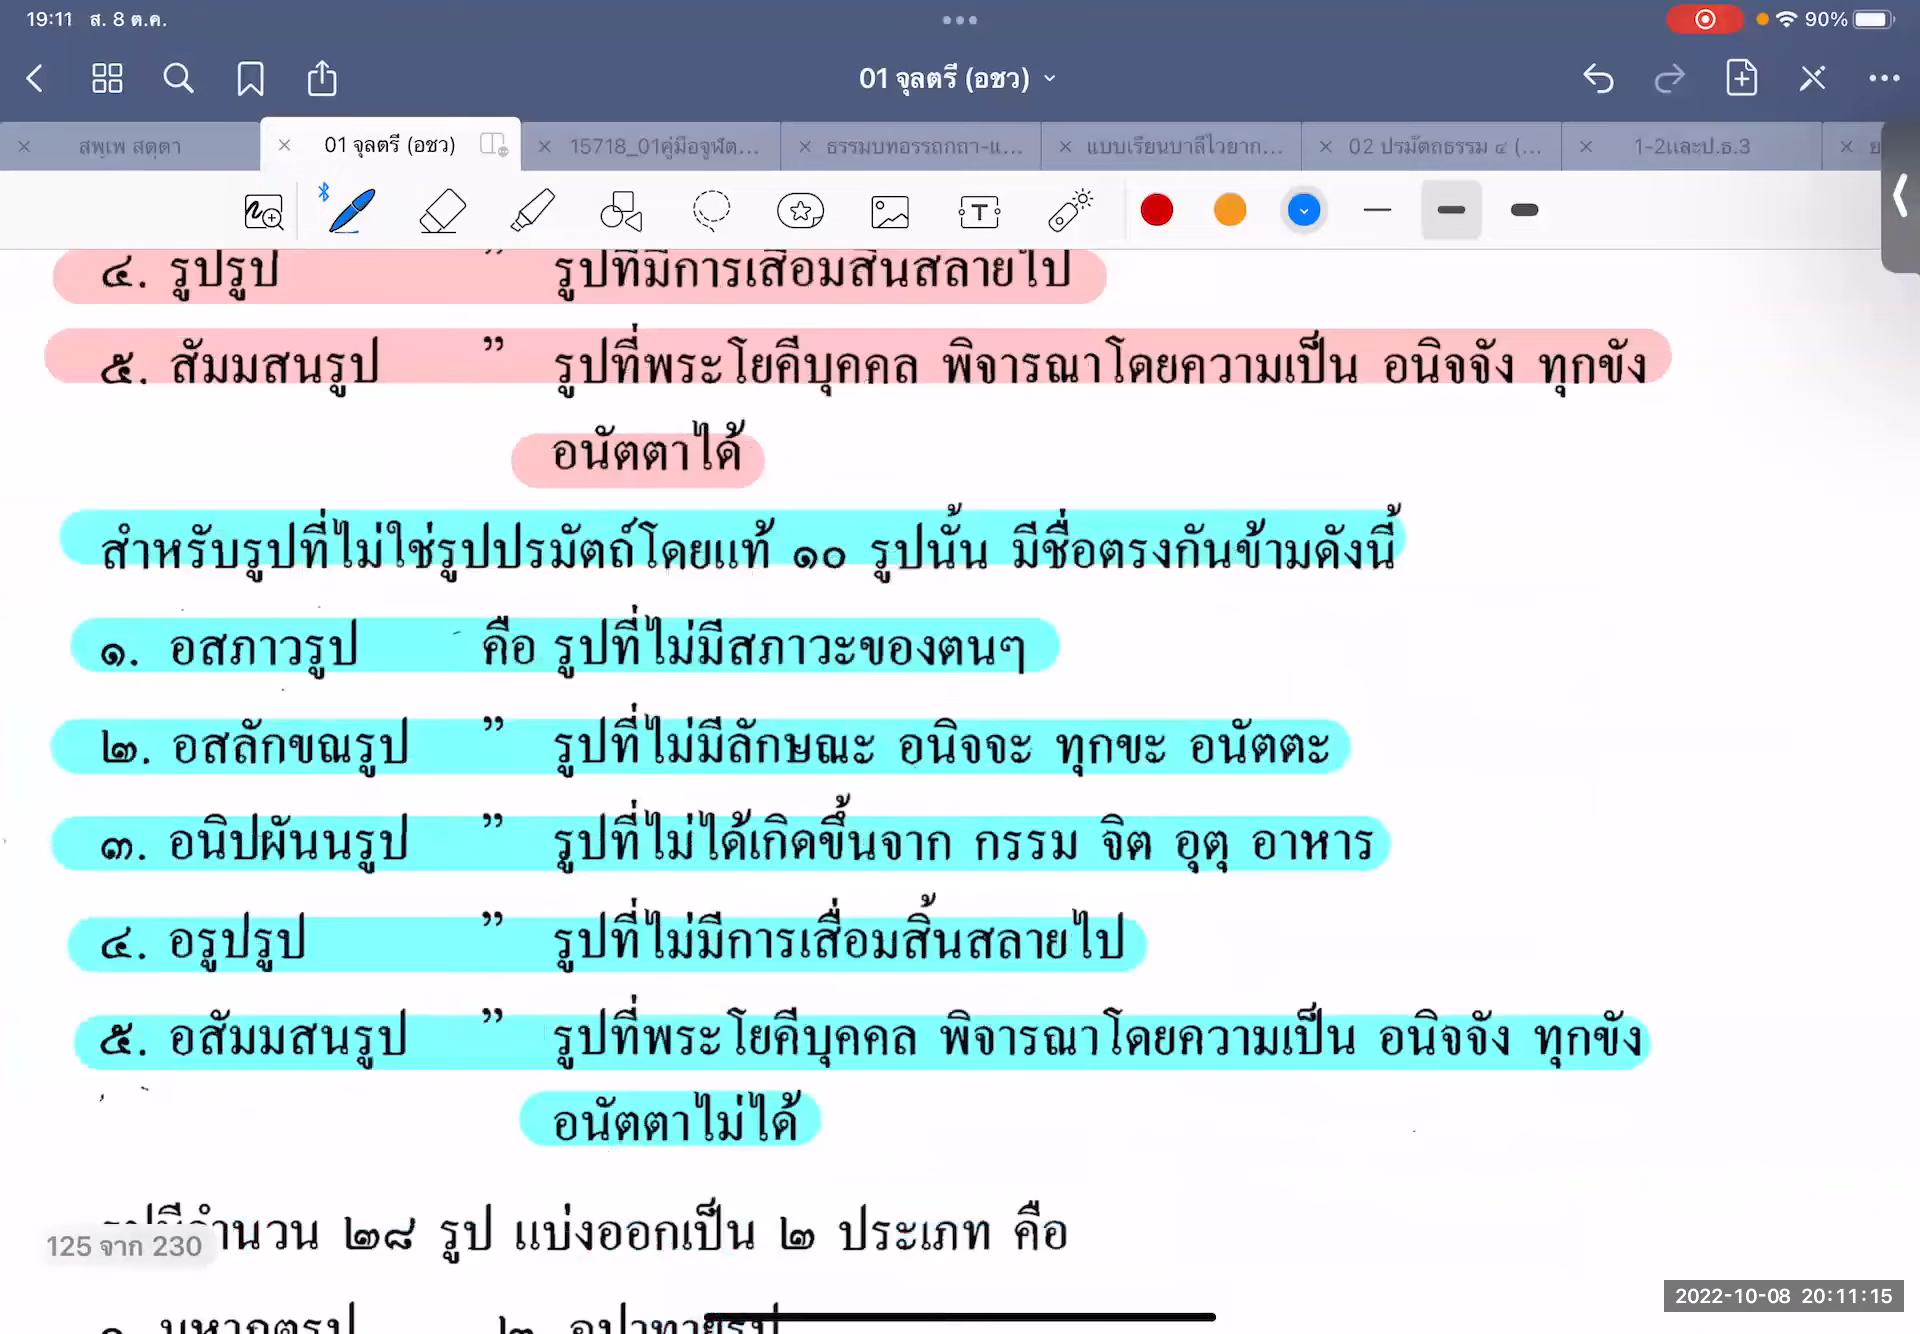 19:11 ส. 8 ต.ค.
90%
01 จุลตรี (อชว)
สพฺเพ สตฺตา
01 จุลตรี (อชว)
15718_01คู่มือจูฬต...
ธรรมบทอรรถกถา-แ...
แบบเรียนบาลีไวยาก...
02 ปรมัตถธรรม ๔ (...
1-2และป.ธ.3
ย
๔. รูปรูป ” รูปที่มีการเสื่อมสิ้นสลายไป
๕. สัมมสนรูป ” รูปที่พระโยคีบุคคล พิจารณาโดยความเป็น อนิจจัง ทุกขัง
อนัตตาได้
สำหรับรูปที่ไม่ใช่รูปปรมัตถ์โดยแท้ ๑๐ รูปนั้น มีชื่อตรงกันข้ามดังนี้
๑. อสภาวรูป คือ รูปที่ไม่มีสภาวะของตนๆ
๒. อสลักขณรูป ” รูปที่ไม่มีลักษณะ อนิจจะ ทุกขะ อนัตตะ
๓. อนิปผันนรูป ” รูปที่ไม่ได้เกิดขึ้นจาก กรรม จิต อุตุ อาหาร
๔. อรูปรูป ” รูปที่ไม่มีการเสื่อมสิ้นสลายไป
๕. อสัมมสนรูป ” รูปที่พระโยคีบุคคล พิจารณาโดยความเป็น อนิจจัง ทุกขัง
อนัตตาไม่ได้
รูปมีจำนวน ๒๘ รูป แบ่งออกเป็น ๒ ประเภท คือ
125 จาก 230
๑. มหาภูตรูป ๒. อุปาทายรูป
2022-10-08 20:11:15